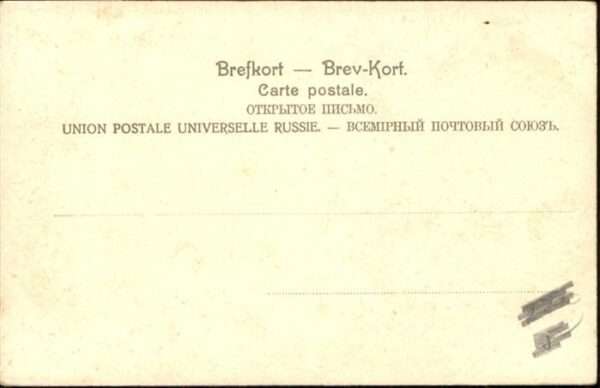 Brefkort — Brev-Kort.
Carte postale.
ОТКРЫТОЕ ПИСЬМО.
UNION POSTALE UNIVERSELLE RUSSIE. — ВСЕМІРНЫЙ ПОЧТОВЫЙ СОЮЗЪ.